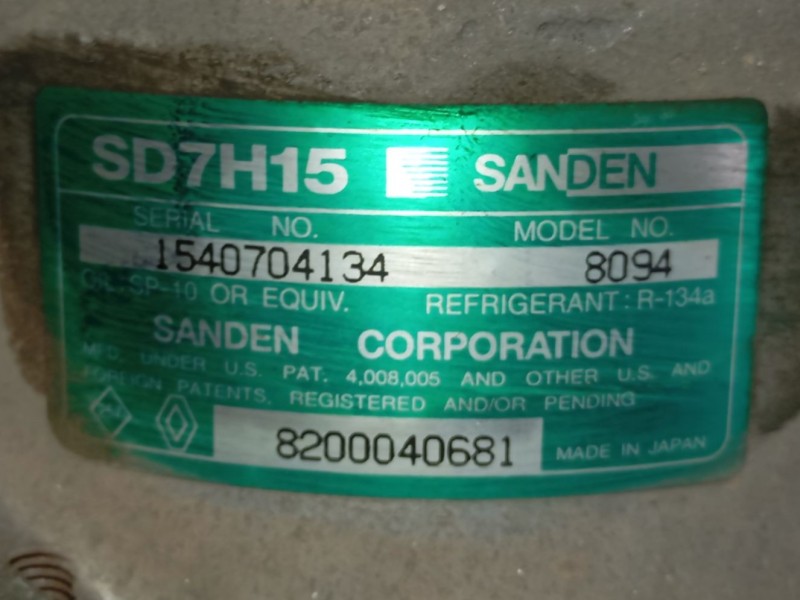 SD7H15 SANDEN
SERIAL NO. MODEL NO.
1540704134 8094
OIL: SP-10 OR EQUIV. REFRIGERANT: R-134a
SANDEN CORPORATION
MFD. UNDER U.S. PAT. 4,008,005 AND OTHER U.S. AND
FOREIGN PATENTS, REGISTERED AND/OR PENDING
8200040681 MADE IN JAPAN